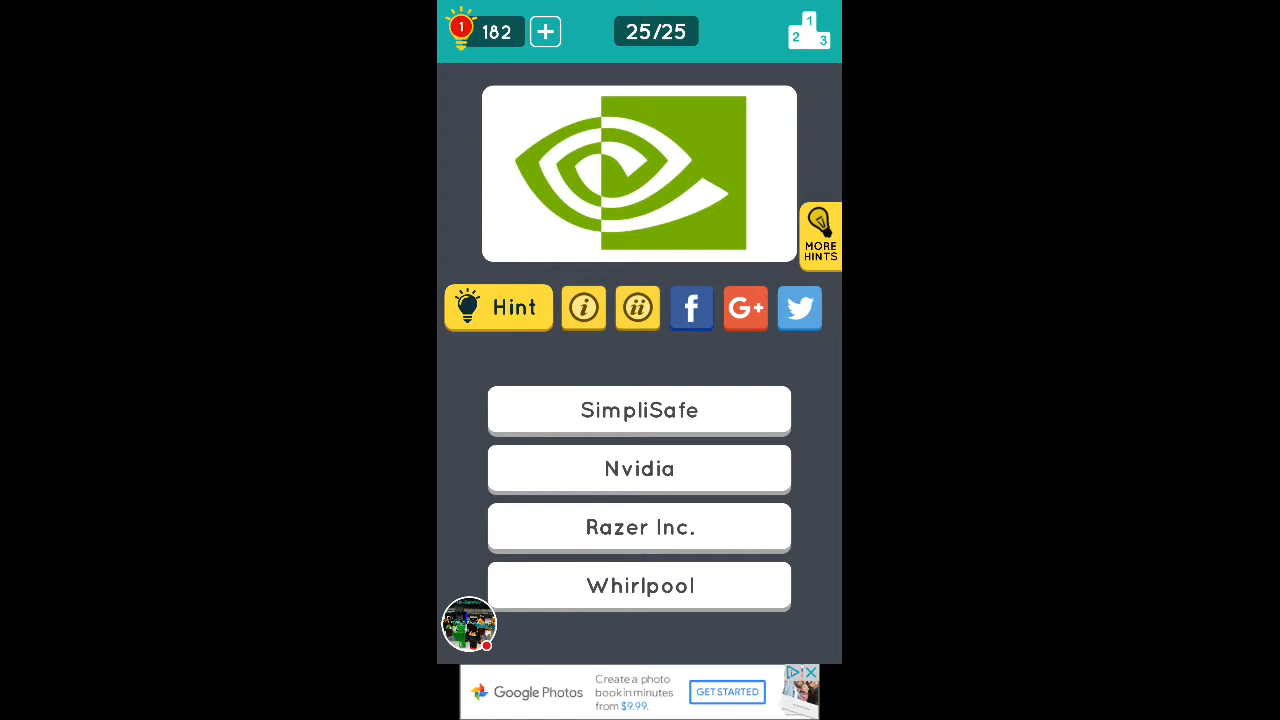 1 182 + 25/25 1 2 3
MORE
HINTS
Hint i ii f G+
SimpliSafe
Nvidia
Razer Inc.
Whirlpool
Google Photos
Create a photo
book in minutes
from $9.99.
GET STARTED